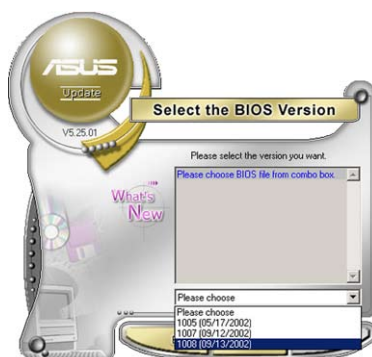 ASUS
Update
V5.25.01
Select the BIOS Version
Please select the version you want.
Please choose BIOS file from combo box.
What's
New
Please choose
Please choose
1005 (05/17/2002)
1007 (09/12/2002)
1008 (09/13/2002)